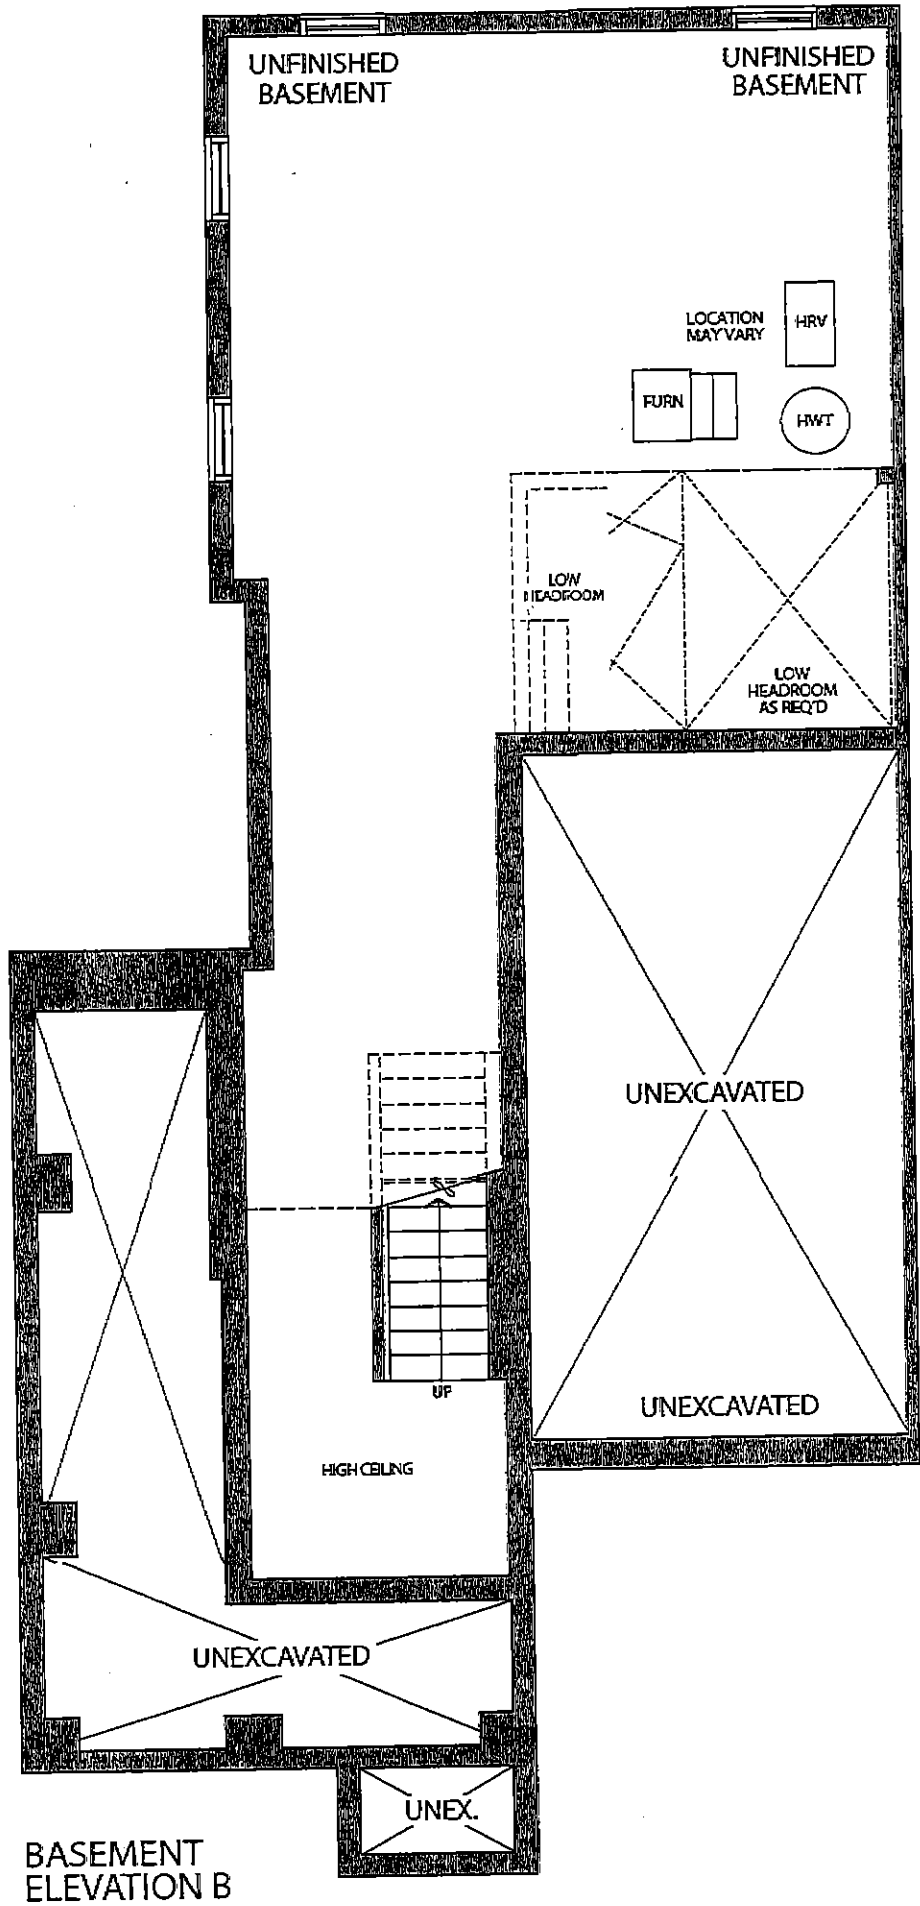 UNFINISHED
BASEMENT
UNFINISHED
BASEMENT
LOCATION
MAY VARY
HRV
FURN
HWT
LOW
HEADROOM
LOW
HEADROOM
AS REQ'D
UNEXCAVATED
UP
UNEXCAVATED
HIGH CEILING
UNEXCAVATED
UNEX.
BASEMENT
ELEVATION B